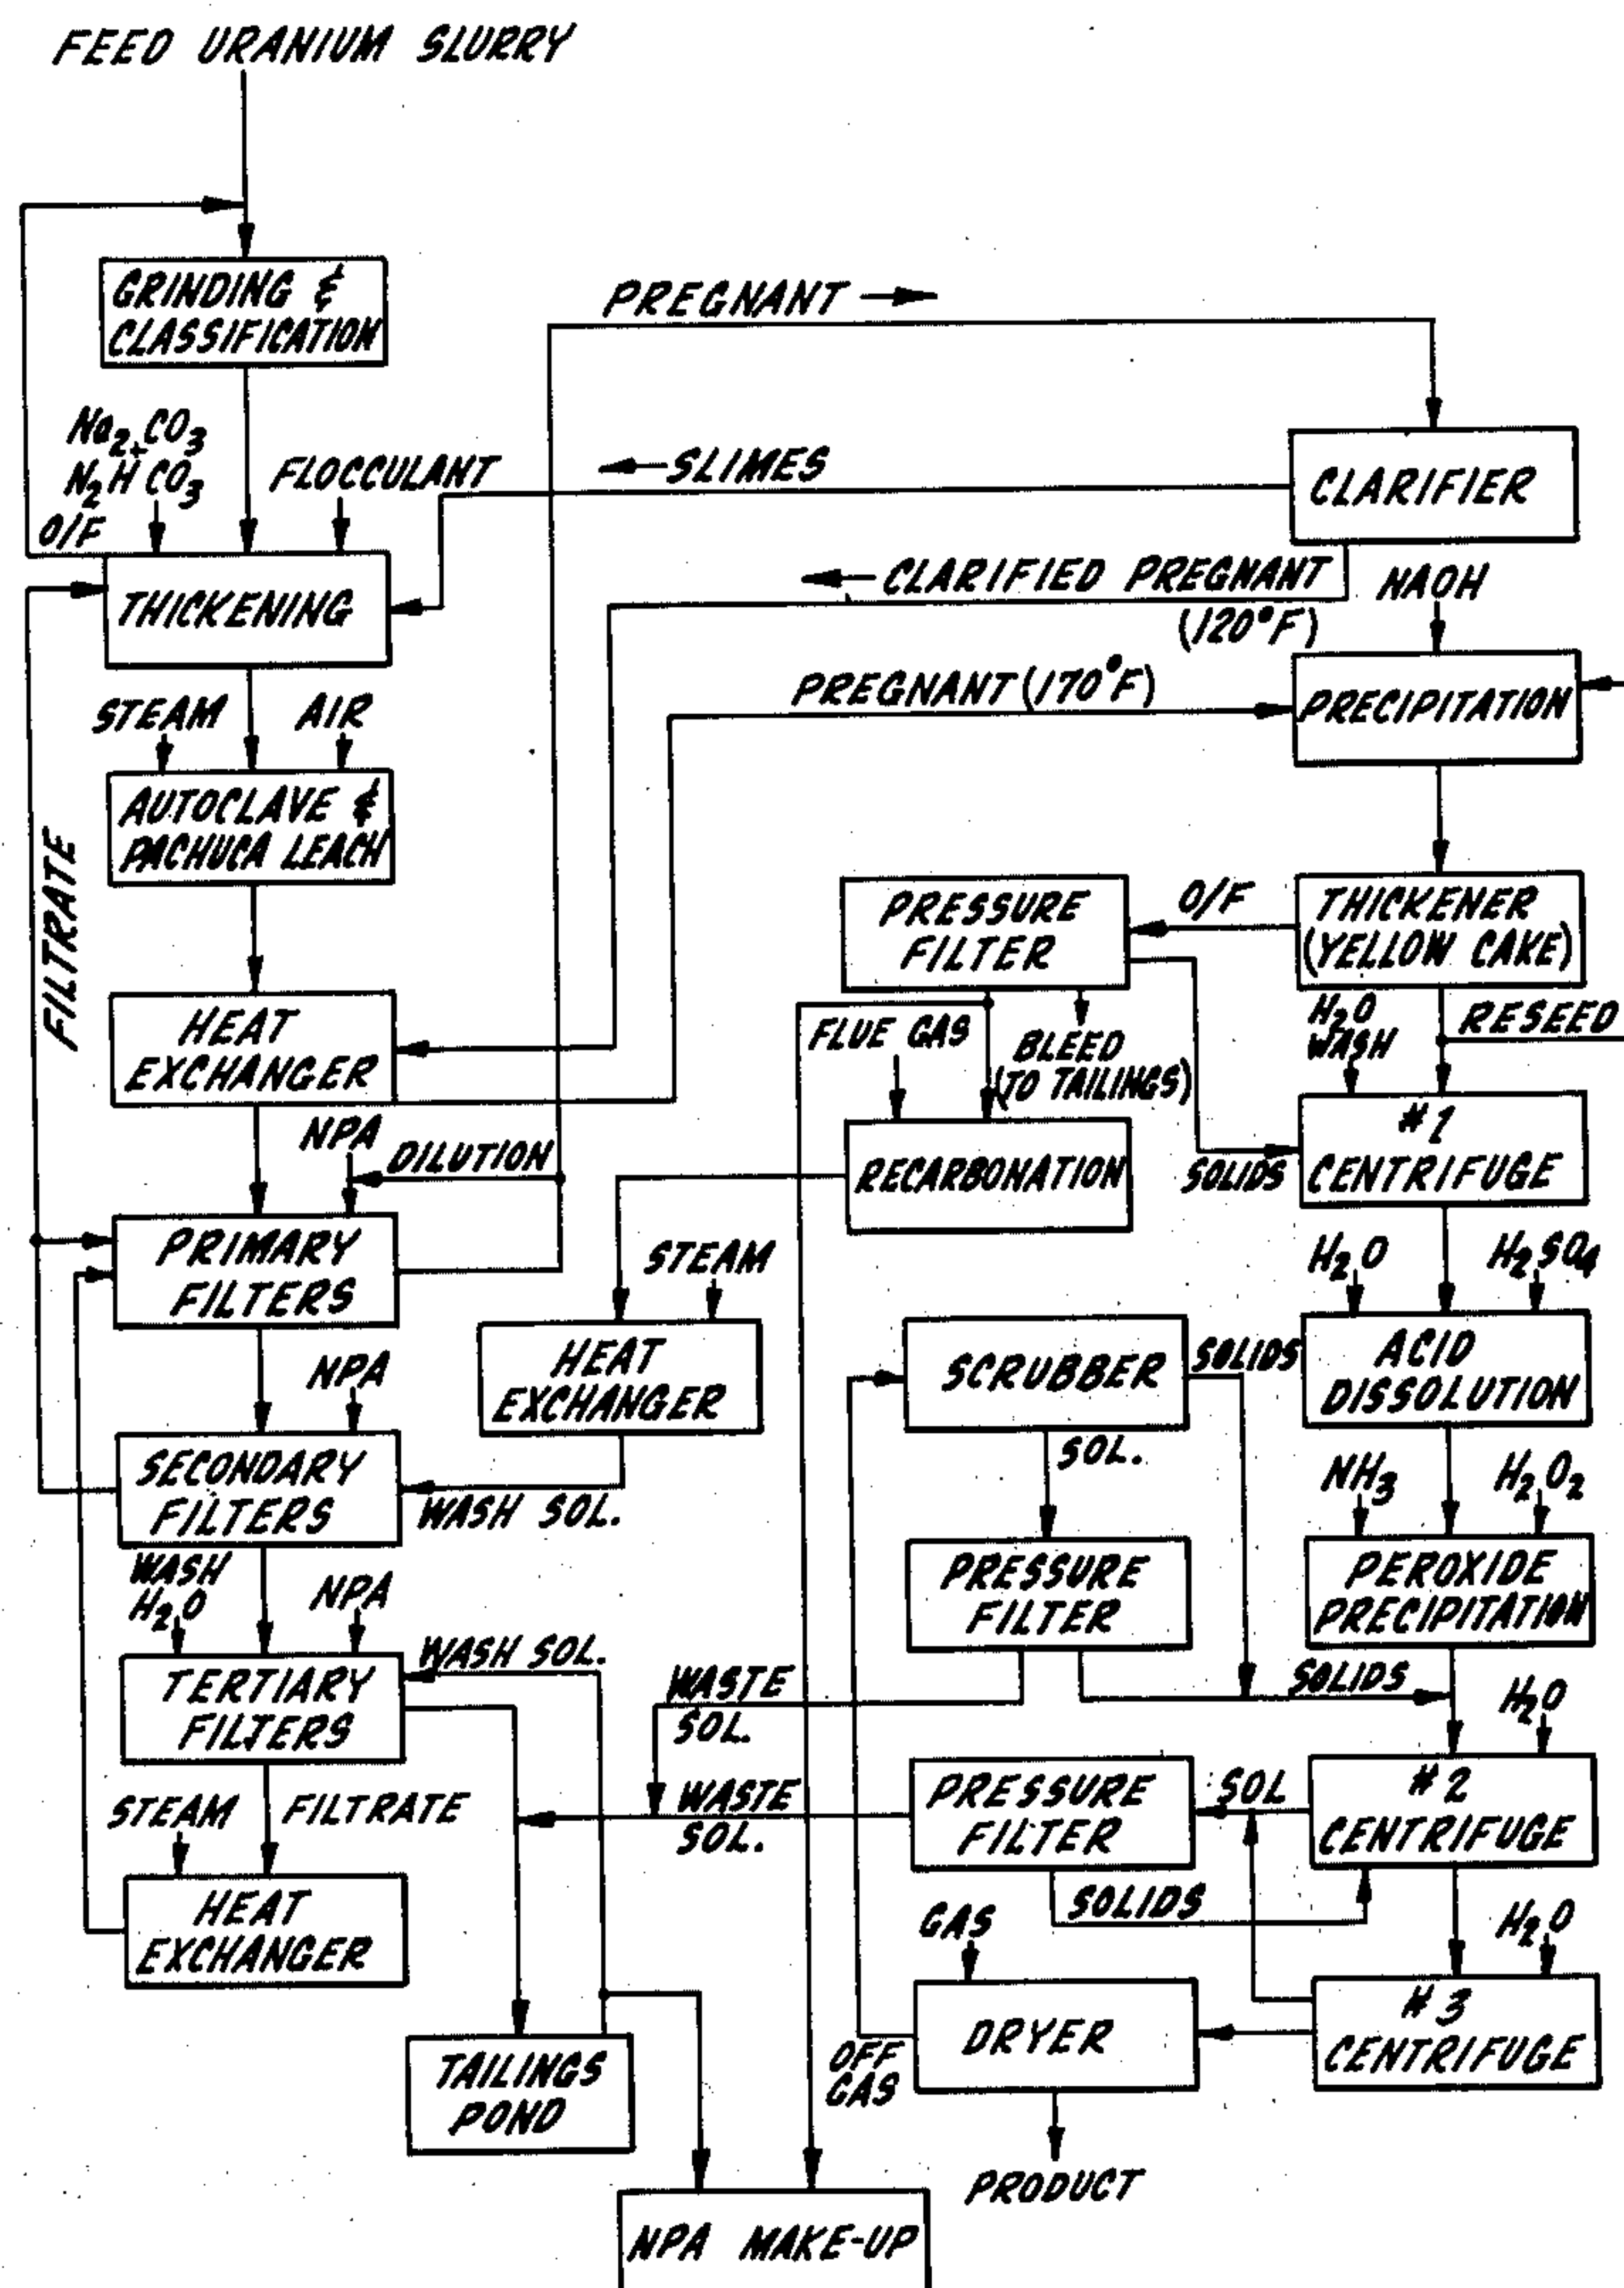 FEED URANIUM SLURRY
GRINDING &
CLASSIFICATION
PREGNANT
Na2CO3
+
N2HCO3
FLOCCULANT
O/F
SLIMES
CLARIFIER
THICKENING
CLARIFIED PREGNANT
(120°F)
NAOH
STEAM
AIR
PREGNANT (170°F)
PRECIPITATION
AUTOCLAVE &
PACHUCA LEACH
FILTRATE
PRESSURE
FILTER
O/F
THICKENER
(YELLOW CAKE)
HEAT
EXCHANGER
FLUE GAS
BLEED
(TO TAILINGS)
H2O
WASH
RESEED
NPA
DILUTION
RECARBONATION
SOLIDS
#1
CENTRIFUGE
PRIMARY
FILTERS
STEAM
H2O
H2SO4
NPA
HEAT
EXCHANGER
SCRUBBER
SOLIDS
ACID
DISSOLUTION
SECONDARY
FILTERS
WASH SOL.
SOL.
NH3
H2O2
WASH
H2O
NPA
PRESSURE
FILTER
PEROXIDE
PRECIPITATION
TERTIARY
FILTERS
WASH SOL.
WASTE
SOL.
SOLIDS
H2O
STEAM
FILTRATE
WASTE
SOL.
PRESSURE
FILTER
SOL
#2
CENTRIFUGE
HEAT
EXCHANGER
SOLIDS
GAS
H2O
TAILINGS
POND
OFF
GAS
DRYER
#3
CENTRIFUGE
PRODUCT
NPA MAKE-UP